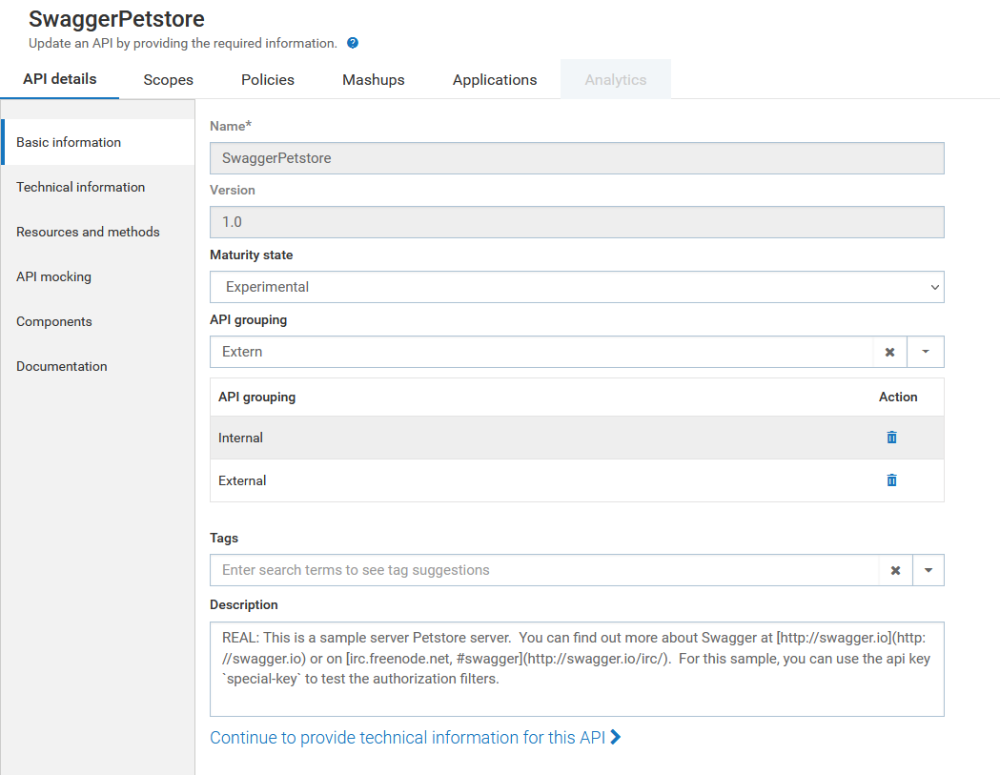 SwaggerPetstore
Update an API by providing the required information. ?
API details Scopes Policies Mashups Applications Analytics
Basic information
Technical information
Resources and methods
API mocking
Components
Documentation
Name*
SwaggerPetstore
Version
1.0
Maturity state
Experimental
API grouping
Extern
API grouping Action
Internal
External
Tags
Enter search terms to see tag suggestions
Description
REAL: This is a sample server Petstore server.  You can find out more about Swagger at [http://swagger.io](http:
//swagger.io) or on [irc.freenode.net, #swagger](http://swagger.io/irc/).  For this sample, you can use the api key
`special-key` to test the authorization filters.
Continue to provide technical information for this API